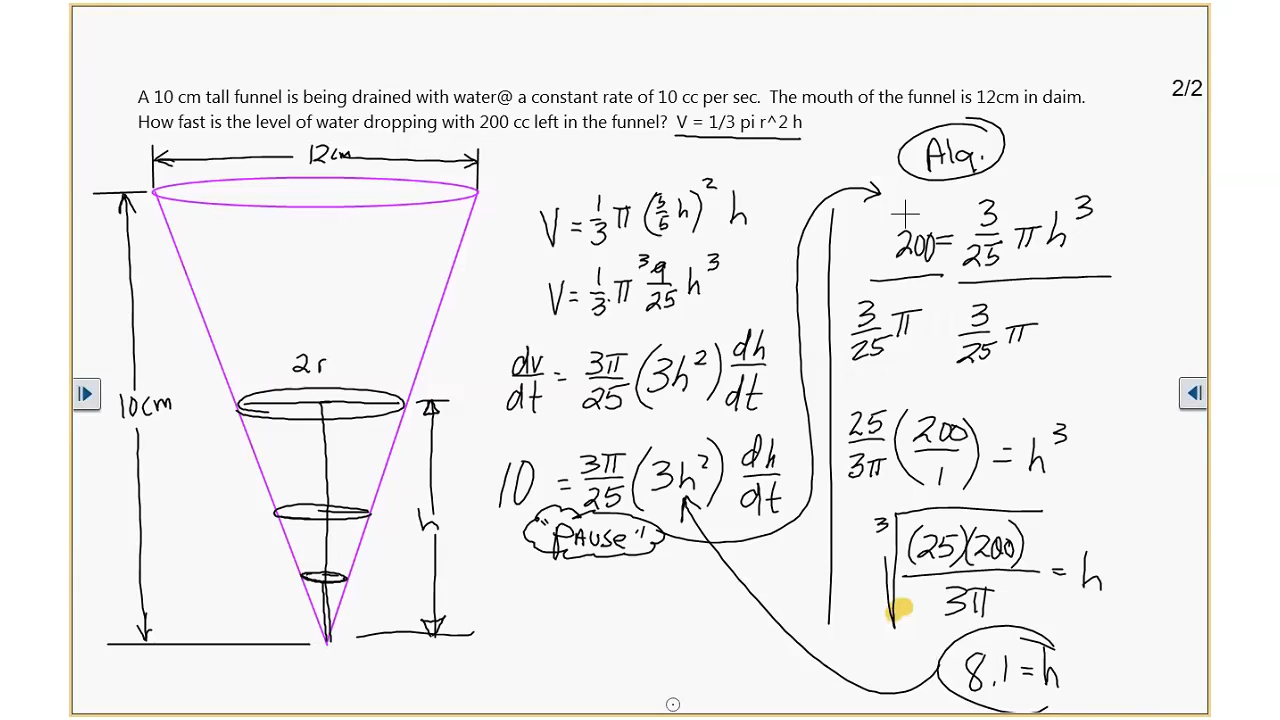 A 10 cm tall funnel is being drained with water@ a constant rate of 10 cc per sec. The mouth of the funnel is 12cm in daim.
How fast is the level of water dropping with 200 cc left in the funnel? V = 1/3 pi r^2 h
2/2
12cm
10cm
2r
h
V = 1/3 π (3/5 h)^2 h
V = 1/3 · π 3 9/25 h^3
dv/dt = 3π/25 (3h^2) dh/dt
10 = 3π/25 (3h^2) dh/dt
"PAUSE"
Alg.
200 = 3/25 π h^3
3/25 π 3/25 π
25/3π (200/1) = h^3
3√(25)(200)/3π = h
8.1 = h